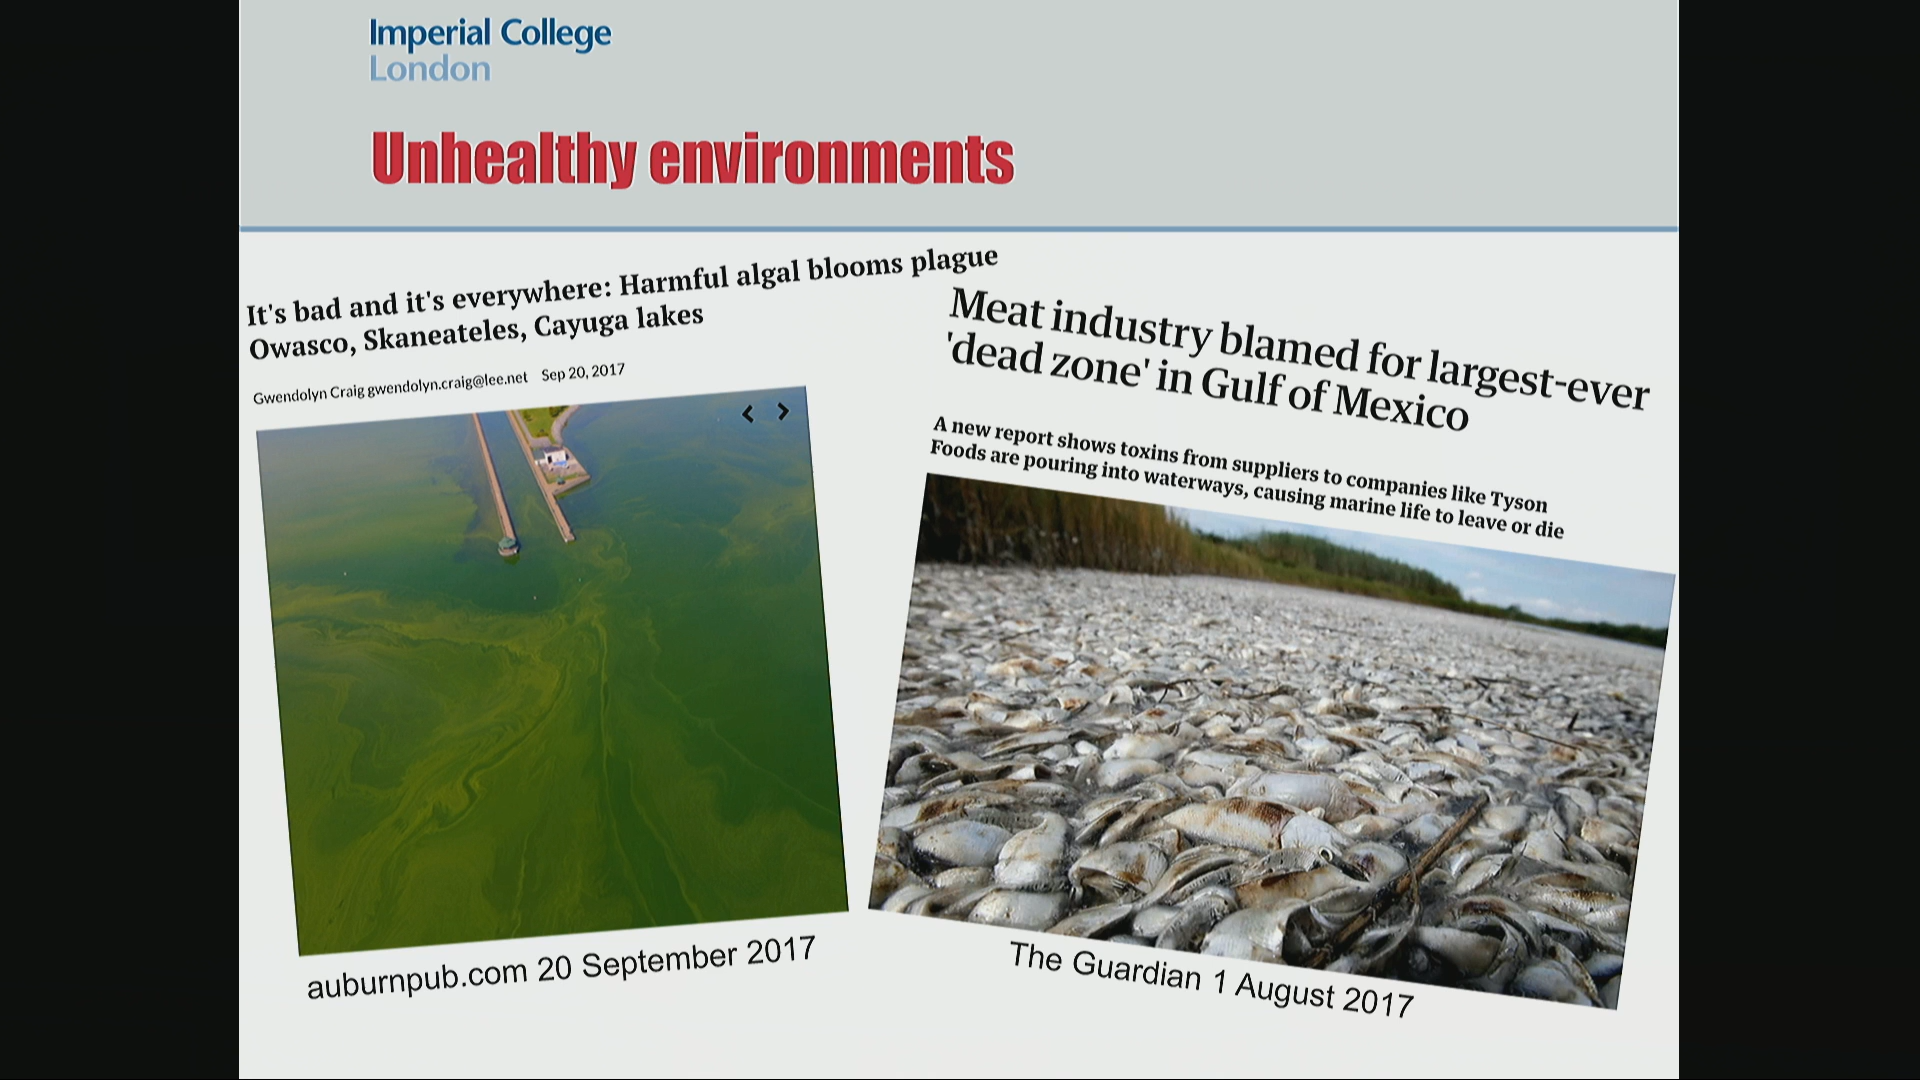 Imperial College
London
Unhealthy environments
It's bad and it's everywhere: Harmful algal blooms plague
Owasco, Skaneateles, Cayuga lakes
Gwendolyn Craig gwendolyn.craig@lee.net Sep 20, 2017
auburnpub.com 20 September 2017
Meat industry blamed for largest-ever
'dead zone' in Gulf of Mexico
A new report shows toxins from suppliers to companies like Tyson
Foods are pouring into waterways, causing marine life to leave or die
The Guardian 1 August 2017